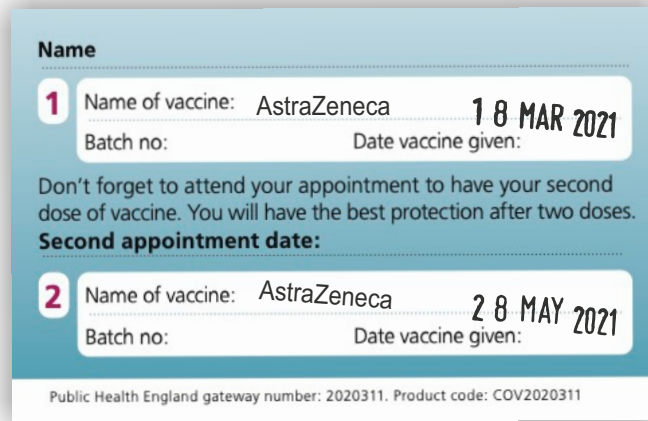 Name
1 Name of vaccine: AstraZeneca 18 MAR 2021
Batch no: Date vaccine given:
Don't forget to attend your appointment to have your second
dose of vaccine. You will have the best protection after two doses.
Second appointment date:
2 Name of vaccine: AstraZeneca 28 MAY 2021
Batch no: Date vaccine given:
Public Health England gateway number: 2020311. Product code: COV2020311